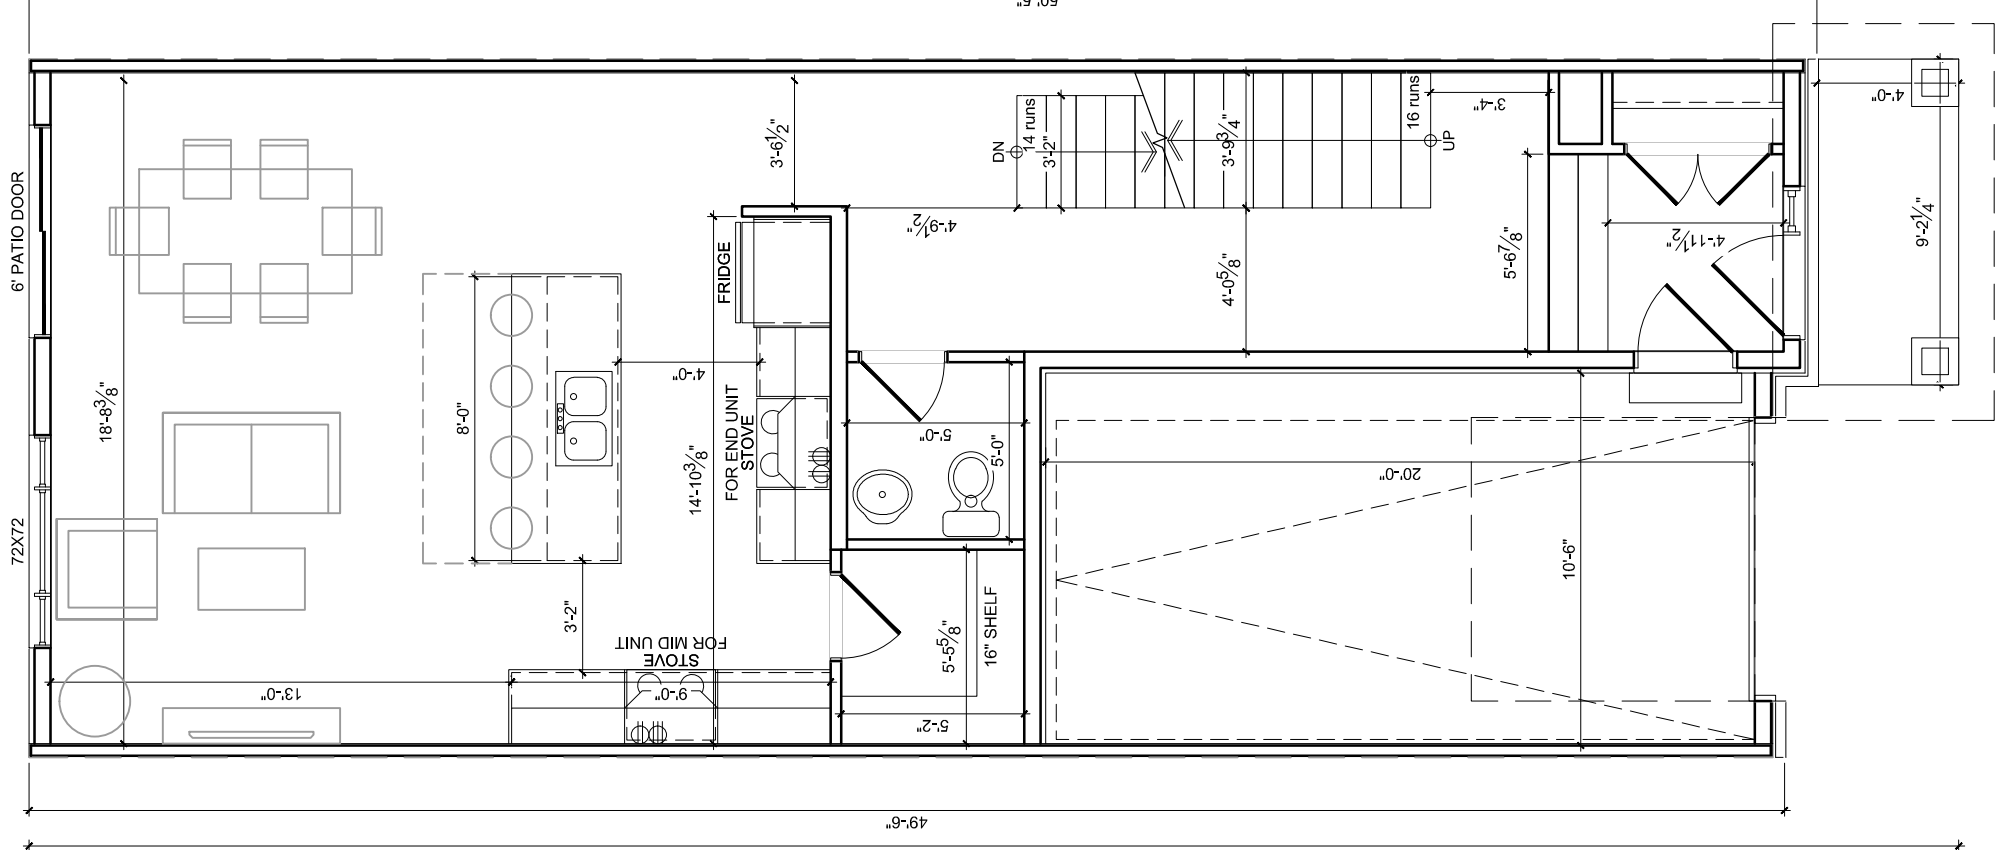 50'-5"
6' PATIO DOOR
72X72
18'-8 3/8"
3'-6 1/2"
DN
14 runs
3'-2"
3'-9 3/4"
16 runs
UP
3'-4"
4'-0"
9'-2 1/4"
4'-9 1/2"
4'-0 5/8"
5'-6 7/8"
4'-11 1/2"
FRIDGE
8'-0"
4'-0"
14'-10 3/8"
FOR END UNIT
STOVE
5'-0"
5'-0"
20'-0"
10'-6"
3'-2"
STOVE
FOR MID UNIT
13'-0"
9'-0"
5'-5 5/8"
16" SHELF
5'-2"
49'-6"